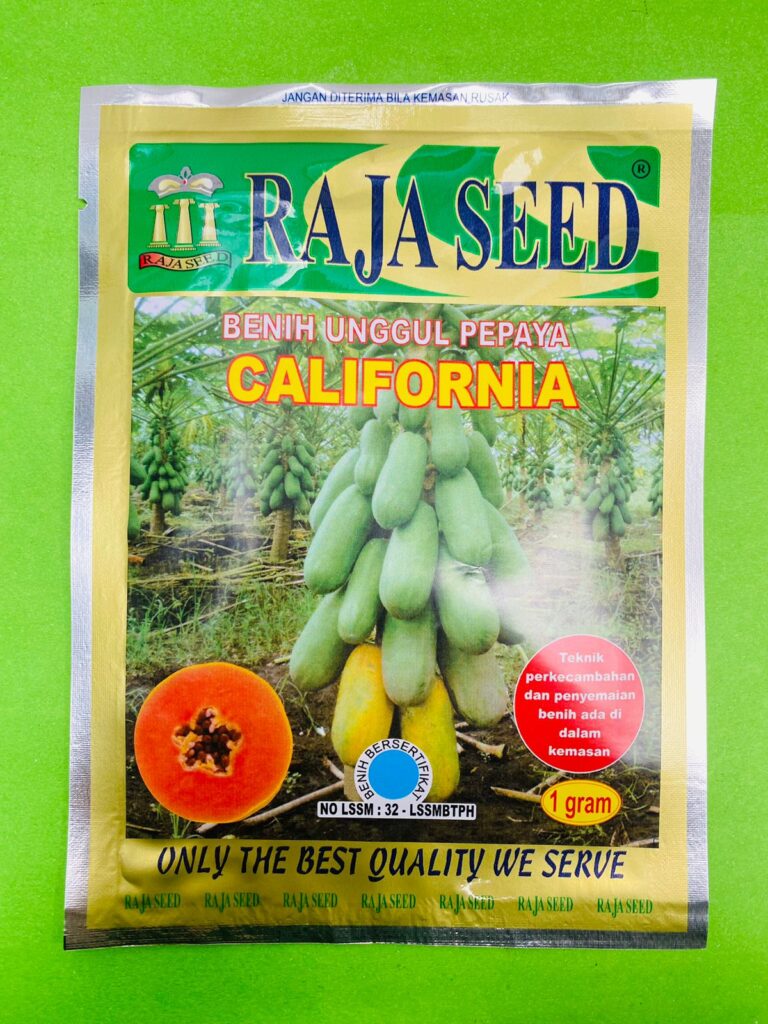 JANGAN DITERIMA BILA KEMASAN RUSAK
RAJA SEED
RAJA SEED ®
BENIH UNGGUL PEPAYA
CALIFORNIA
Teknik
perkecambahan
dan penyemaian
benih ada di
dalam
kemasan
BENIH BERSERTIFIKAT
NO LSSM : 32 - LSSMBTPH
1 gram
ONLY THE BEST QUALITY WE SERVE
RAJA SEED RAJA SEED RAJA SEED RAJA SEED RAJA SEED RAJA SEED RAJA SEED